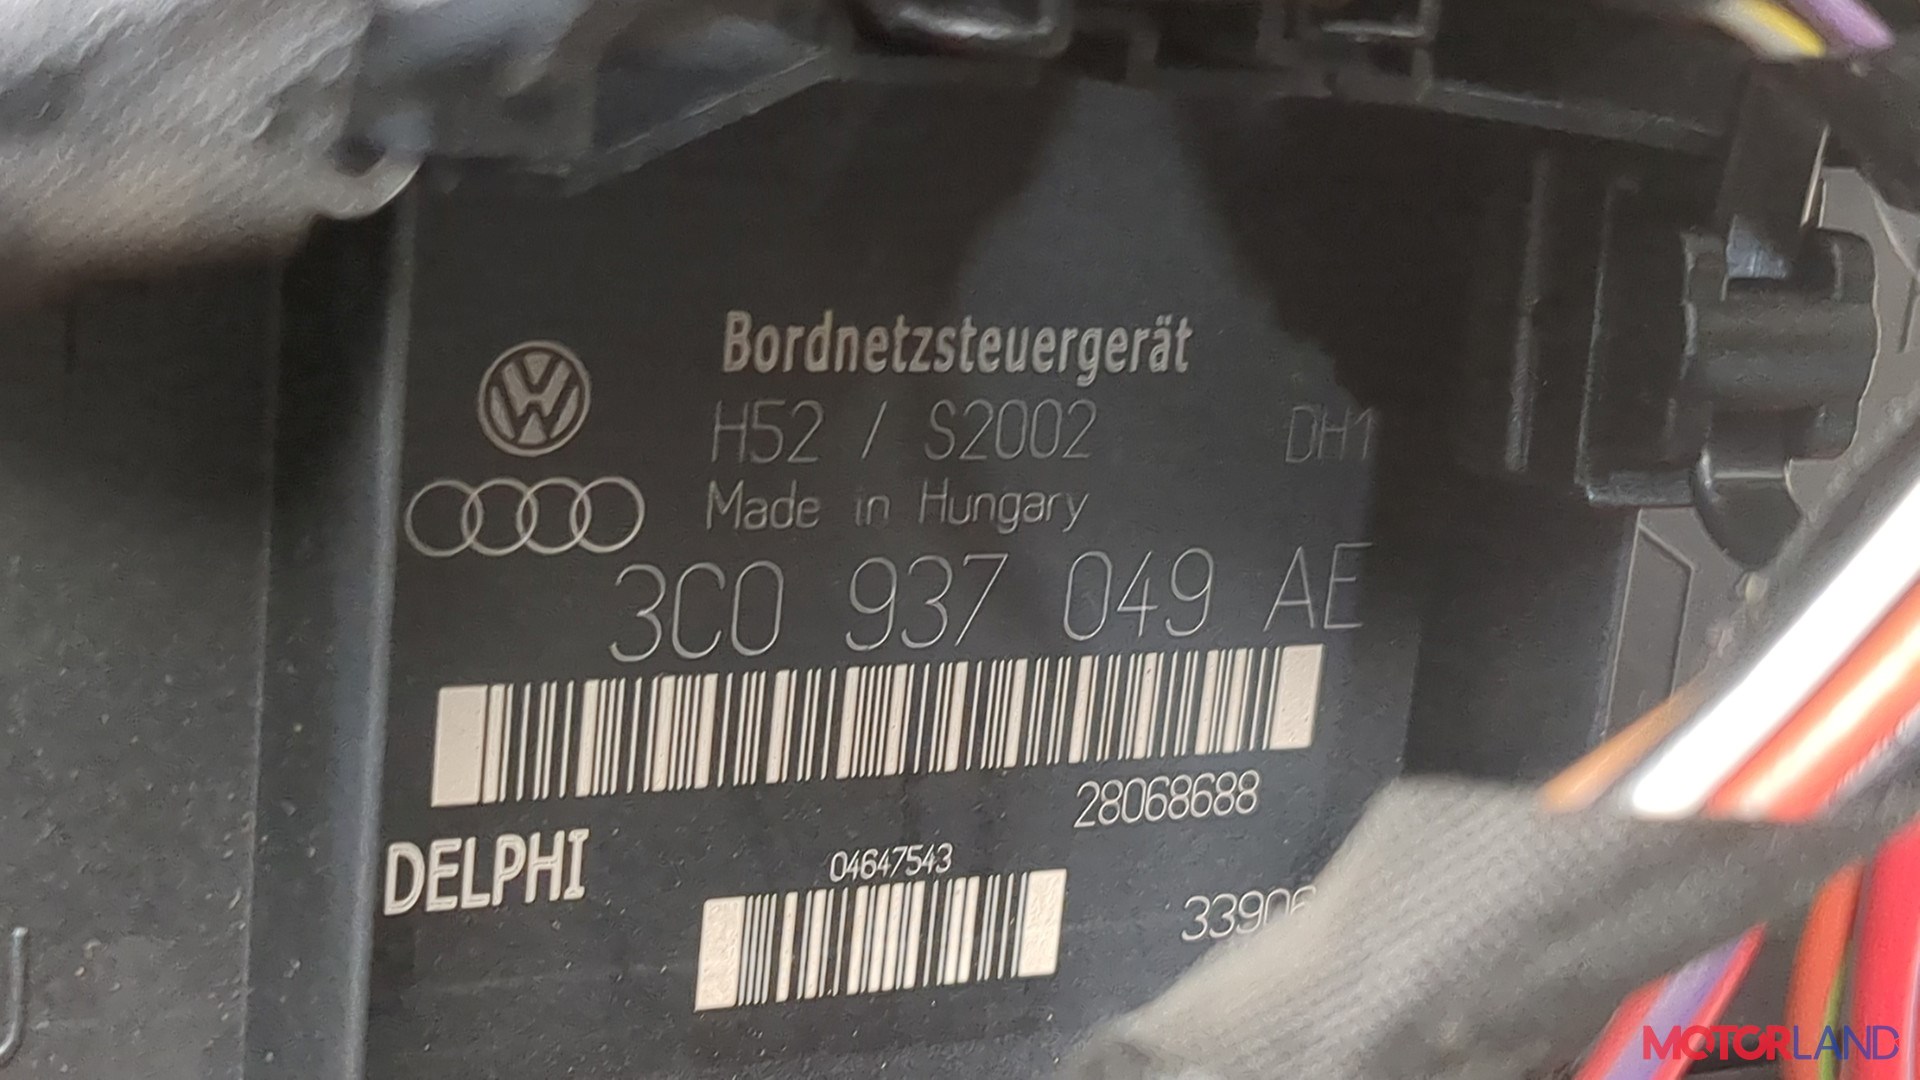 Bordnetzsteuergerät
H52 / S2002 DH1
Made in Hungary
3C0 937 049 AE
28068688
DELPHI
04647543
MOTORLAND